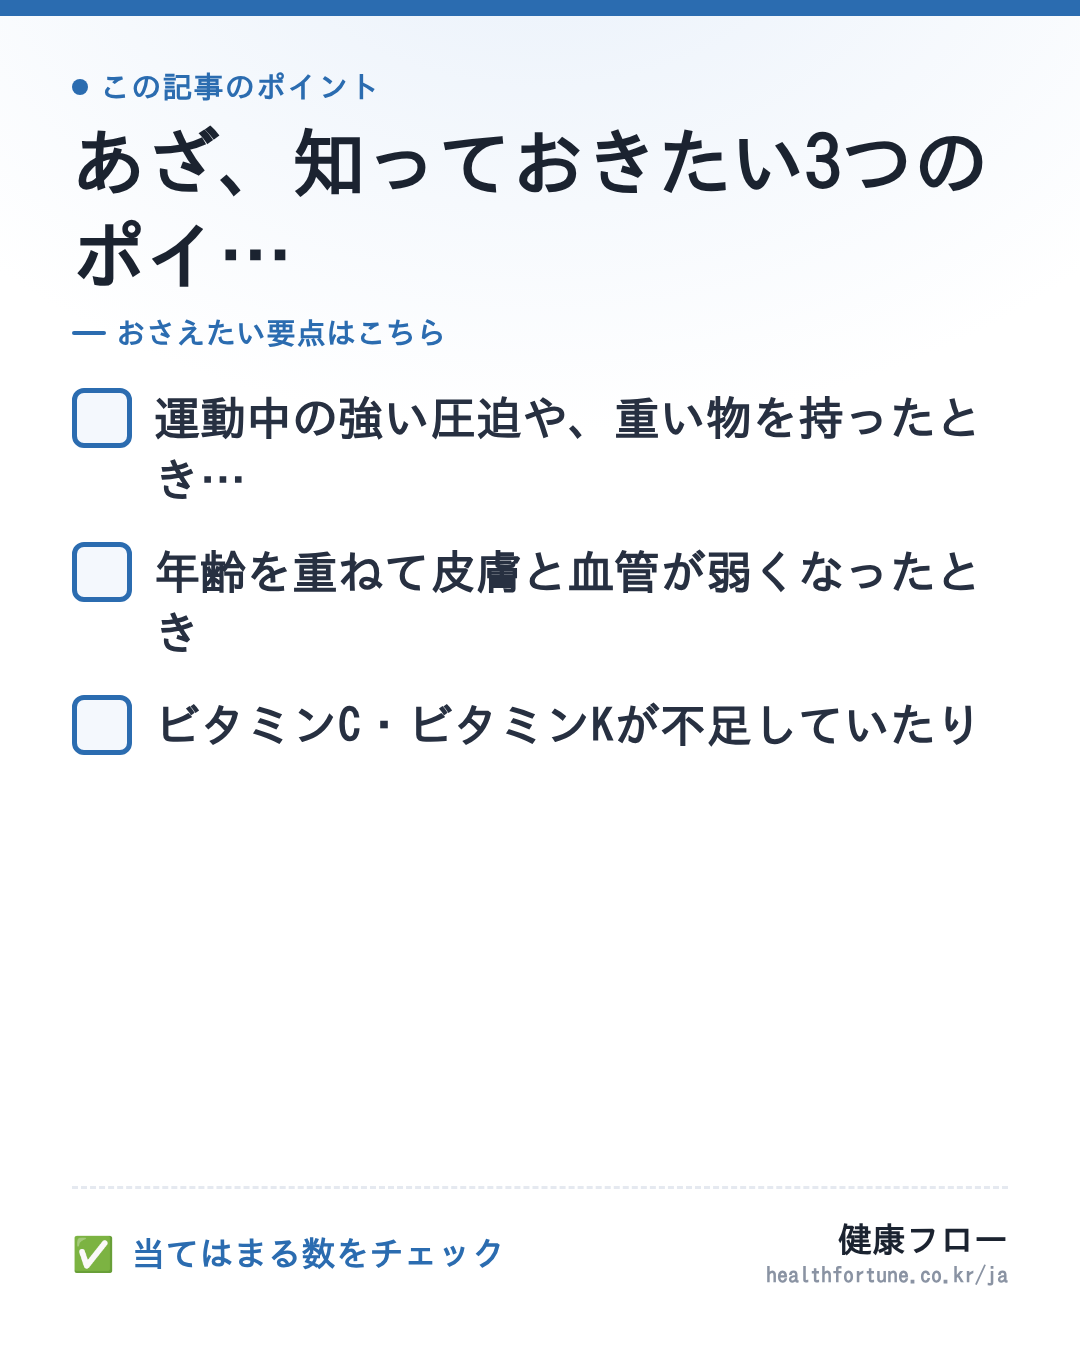 この記事のポイント
あざ、知っておきたい3つの
ポイ…
おさえたい要点はこちら
運動中の強い圧迫や、重い物を持ったと
き…
年齢を重ねて皮膚と血管が弱くなったと
き
ビタミンC・ビタミンKが不足していたり
✅ 当てはまる数をチェック
健康フロー
healthfortune.co.kr/ja